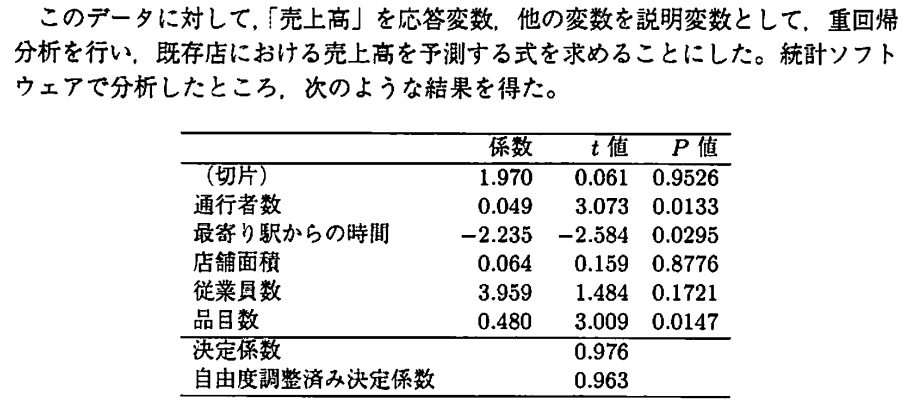 このデータに対して，「売上高」を応答変数，他の変数を説明変数として，重回帰
分析を行い，既存店における売上高を予測する式を求めることにした。統計ソフト
ウェアで分析したところ，次のような結果を得た。
係数 t 値 P 値
（切片） 1.970 0.061 0.9526
通行者数 0.049 3.073 0.0133
最寄り駅からの時間 −2.235 −2.584 0.0295
店舗面積 0.064 0.159 0.8776
従業員数 3.959 1.484 0.1721
品目数 0.480 3.009 0.0147
決定係数 0.976
自由度調整済み決定係数 0.963